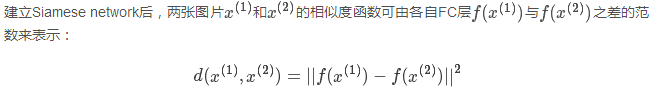 建立Siamese network后，两张图片x^{(1)}和x^{(2)}的相似度函数可由各自FC层f(x^{(1)})与f(x^{(2)})之差的范
数来表示：
d(x^{(1)}, x^{(2)}) = ||f(x^{(1)}) − f(x^{(2)})||^2